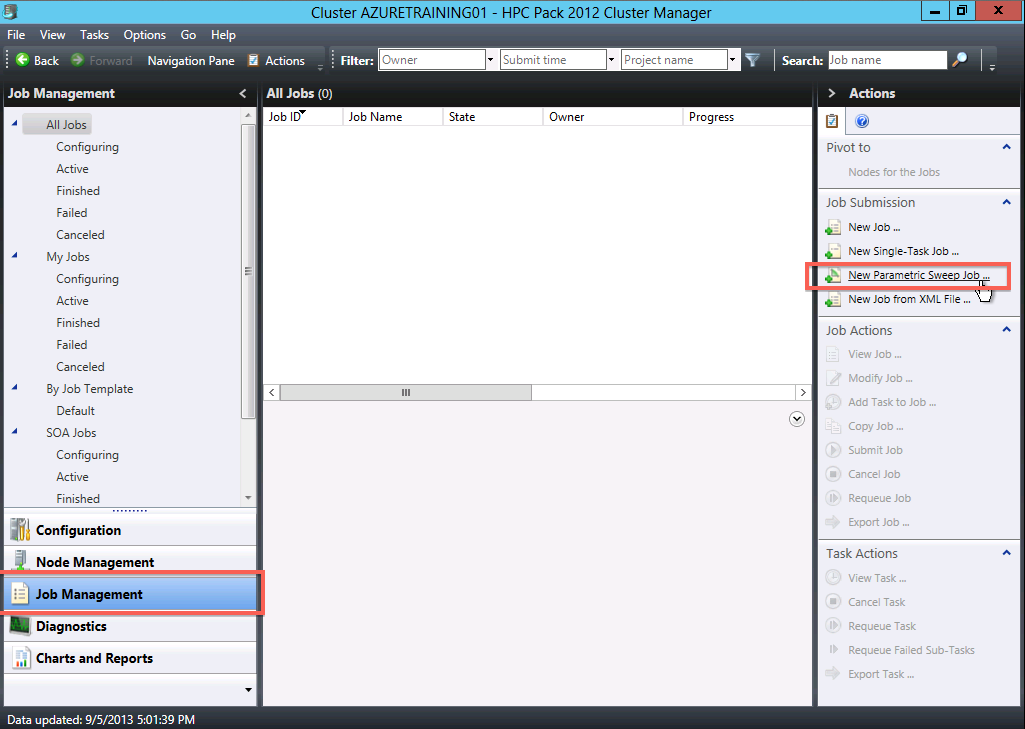 Cluster AZURETRAINING01 - HPC Pack 2012 Cluster Manager
File View Tasks Options Go Help
Back Forward Navigation Pane Actions Filter: Owner Submit time Project name Search: Job name
Job Management
All Jobs
Configuring
Active
Finished
Failed
Canceled
My Jobs
Configuring
Active
Finished
Failed
Canceled
By Job Template
Default
SOA Jobs
Configuring
Active
Finished
Configuration
Node Management
Job Management
Diagnostics
Charts and Reports
All Jobs (0)
Job ID Job Name State Owner Progress
Actions
Pivot to
Nodes for the Jobs
Job Submission
New Job ...
New Single-Task Job ...
New Parametric Sweep Job ...
New Job from XML File ...
Job Actions
View Job ...
Modify Job ...
Add Task to Job ...
Copy Job ...
Submit Job
Cancel Job
Requeue Job
Export Job ...
Task Actions
View Task ...
Cancel Task
Requeue Task
Requeue Failed Sub-Tasks
Export Task ...
Data updated: 9/5/2013 5:01:39 PM